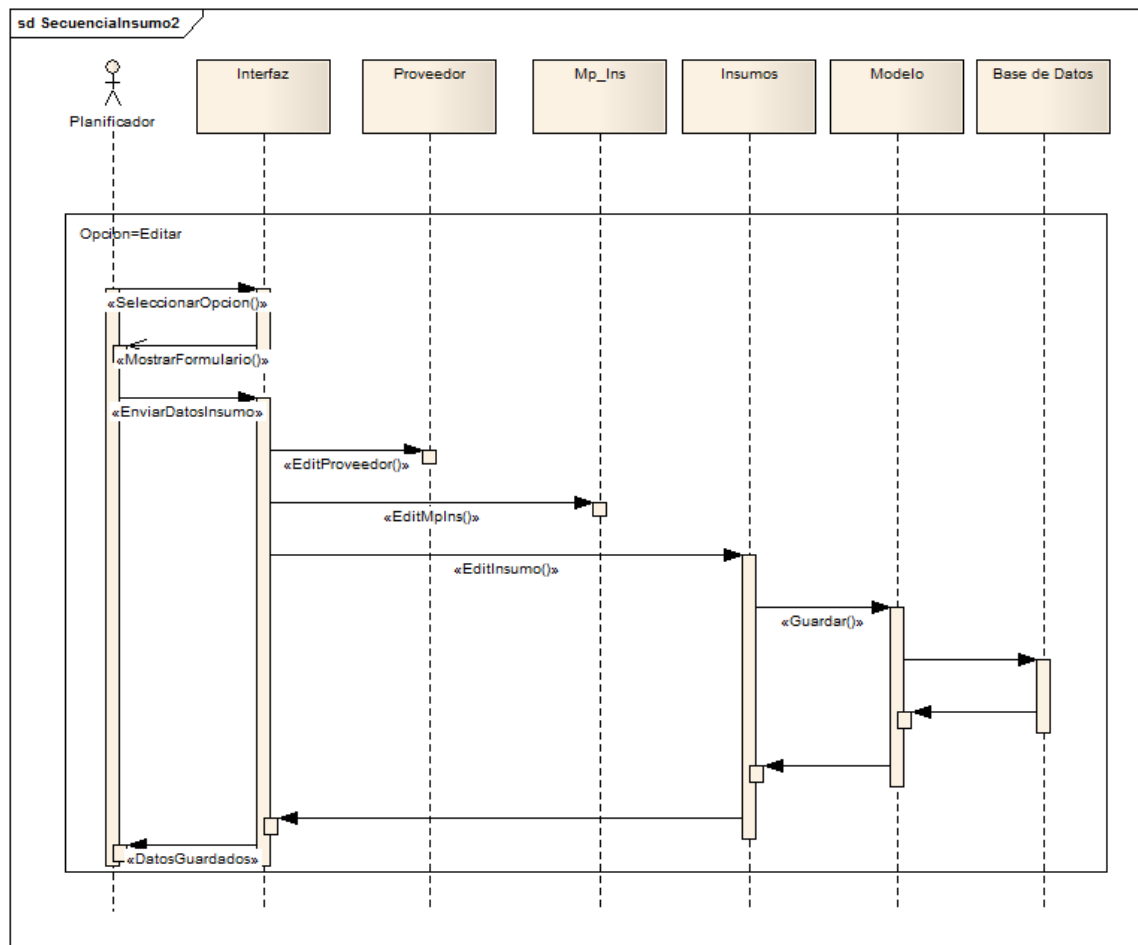 sd SecuenciaInsumo2
Planificador
Interfaz
Proveedor
Mp_Ins
Insumos
Modelo
Base de Datos
Opcion=Editar
«SeleccionarOpcion()»
«MostrarFormulario()»
«EnviarDatosInsumo»
«EditProveedor()»
«EditMpIns()»
«EditInsumo()»
«Guardar()»
«DatosGuardados»